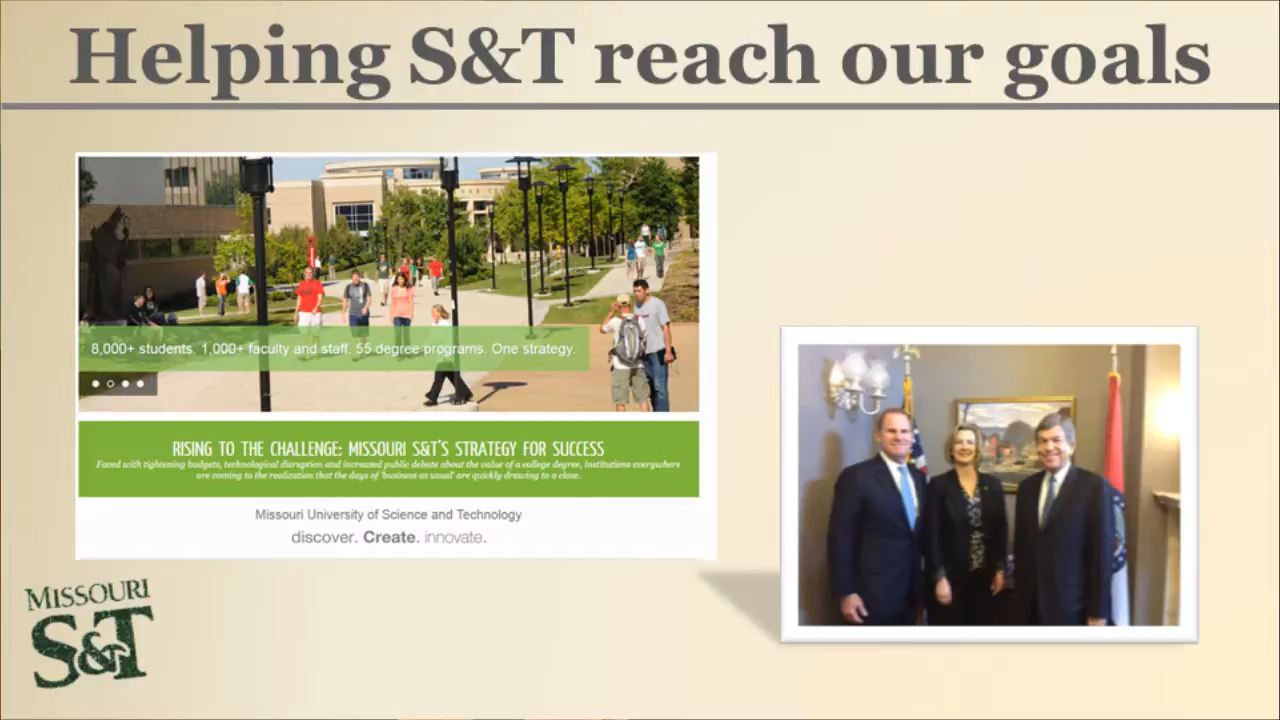 Helping S&T reach our goals
8,000+ students. 1,000+ faculty and staff. 55 degree programs. One strategy.
RISING TO THE CHALLENGE: MISSOURI S&T'S STRATEGY FOR SUCCESS
Faced with tightening budgets, technological disruption and increased public debate about the value of a college degree, institutions everywhere
are coming to the realization that the days of 'business as usual' are quickly drawing to a close.
Missouri University of Science and Technology
discover. Create. innovate.
MISSOURI
S&T